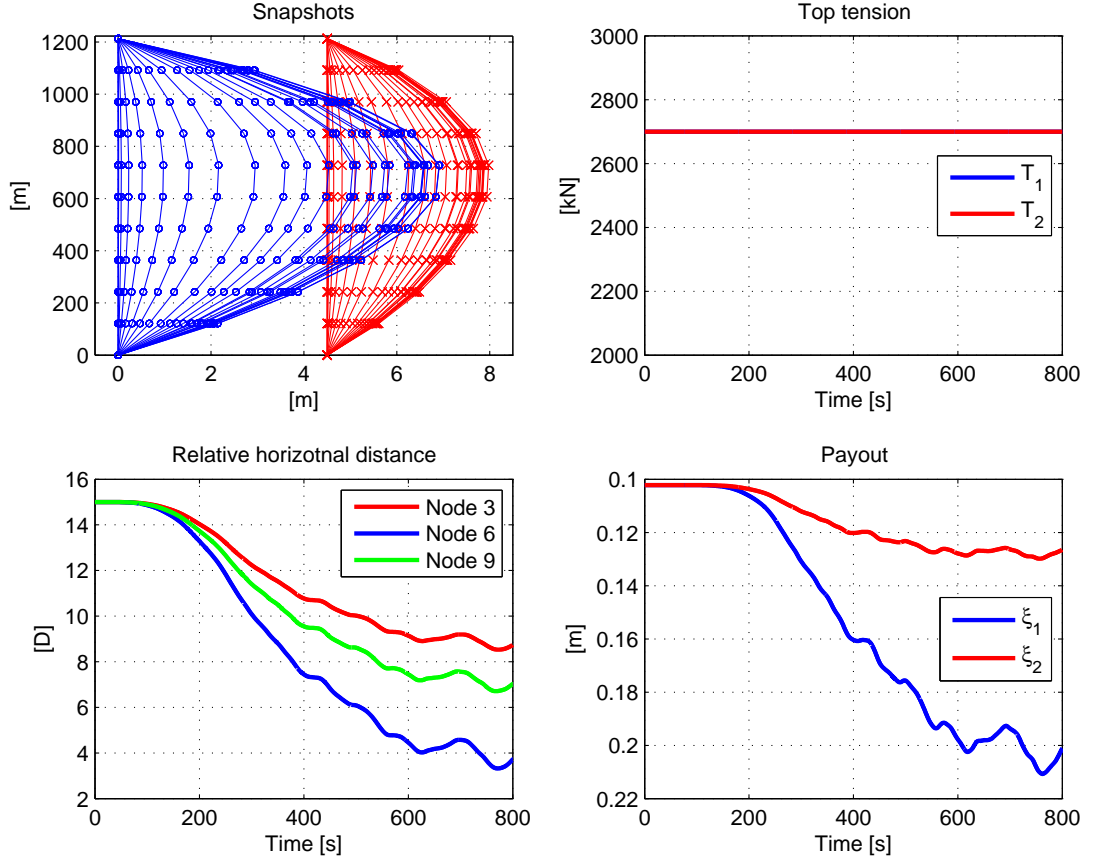 Snapshots
1200
1000
800
600
400
200
0
[m]
0 2 4 6 8
[m]
Top tension
3000
2800
2600
2400
2200
2000
[kN]
T1
T2
0 200 400 600 800
Time [s]
Relative horizotnal distance
16
14
12
10
8
6
4
2
[D]
Node 3
Node 6
Node 9
0 200 400 600 800
Time [s]
Payout
0.1
0.12
0.14
0.16
0.18
0.2
0.22
[m]
ξ1
ξ2
0 200 400 600 800
Time [s]